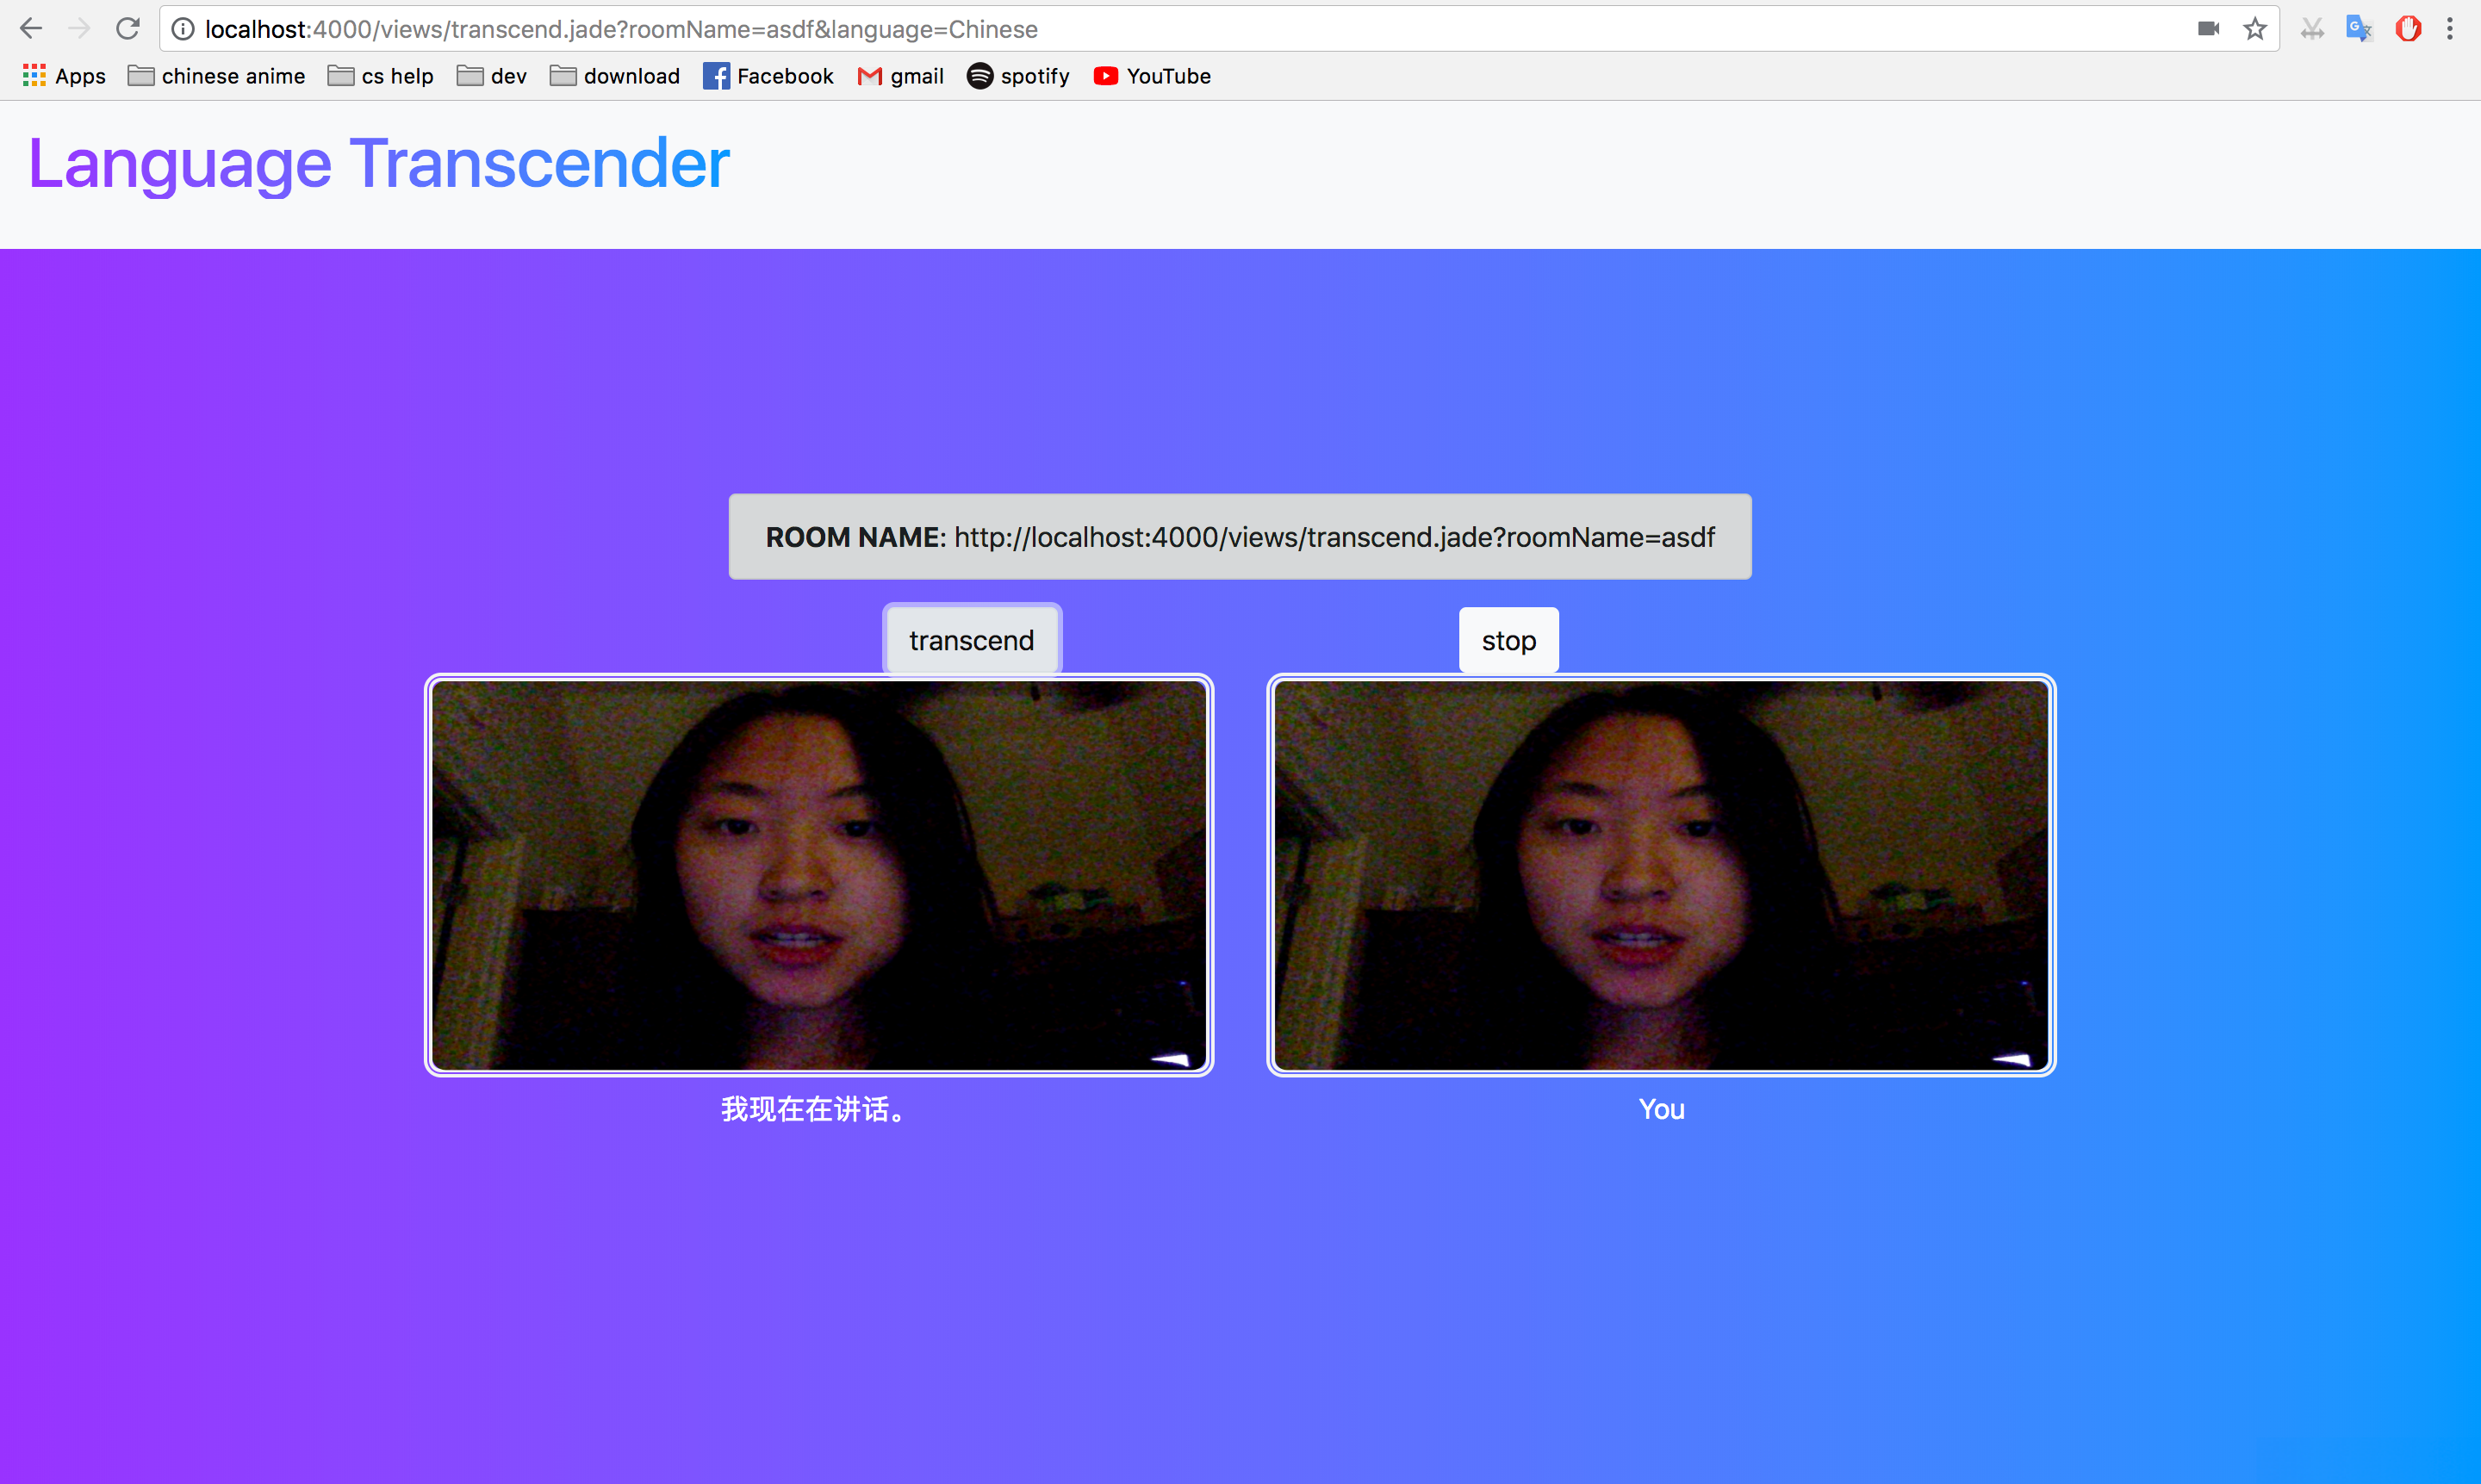 localhost:4000/views/transcend.jade?roomName=asdf&language=Chinese
Apps chinese anime cs help dev download Facebook gmail spotify YouTube
Language Transcender
ROOM NAME: http://localhost:4000/views/transcend.jade?roomName=asdf
transcend stop
我现在在讲话。 You